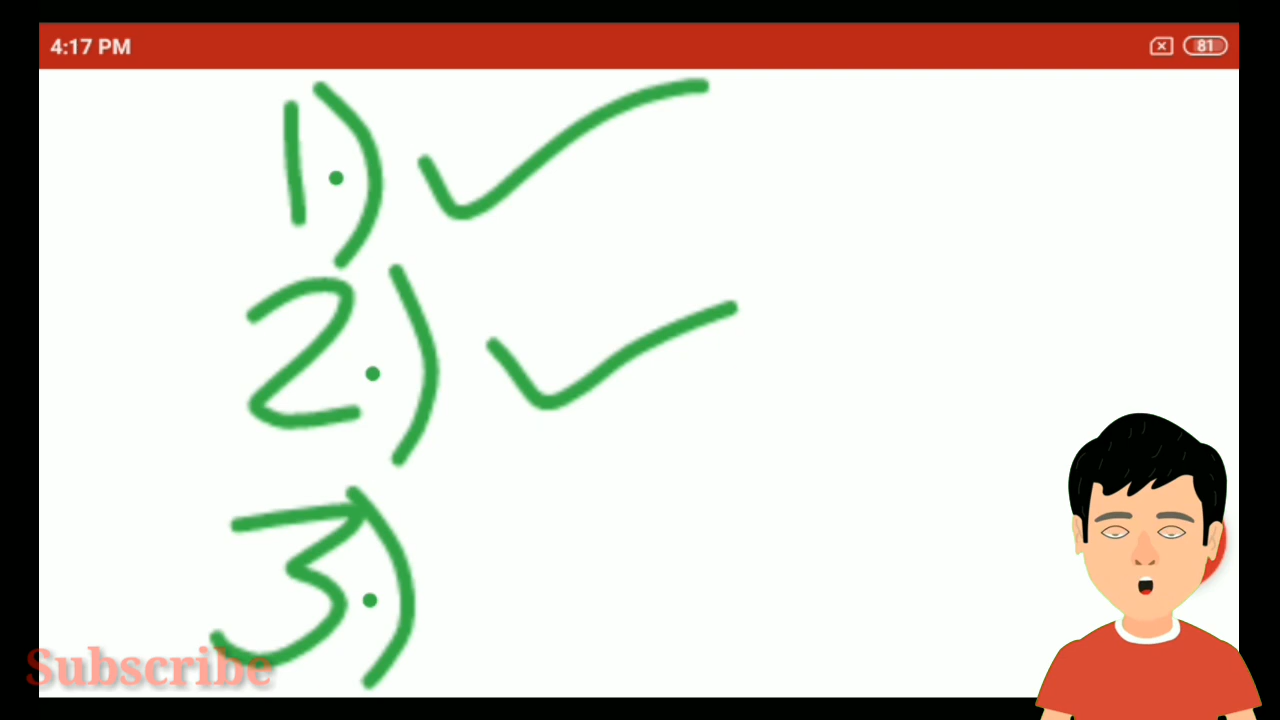 4:17 PM 81
1.) ✓
2.) ✓
3.)
Subscribe